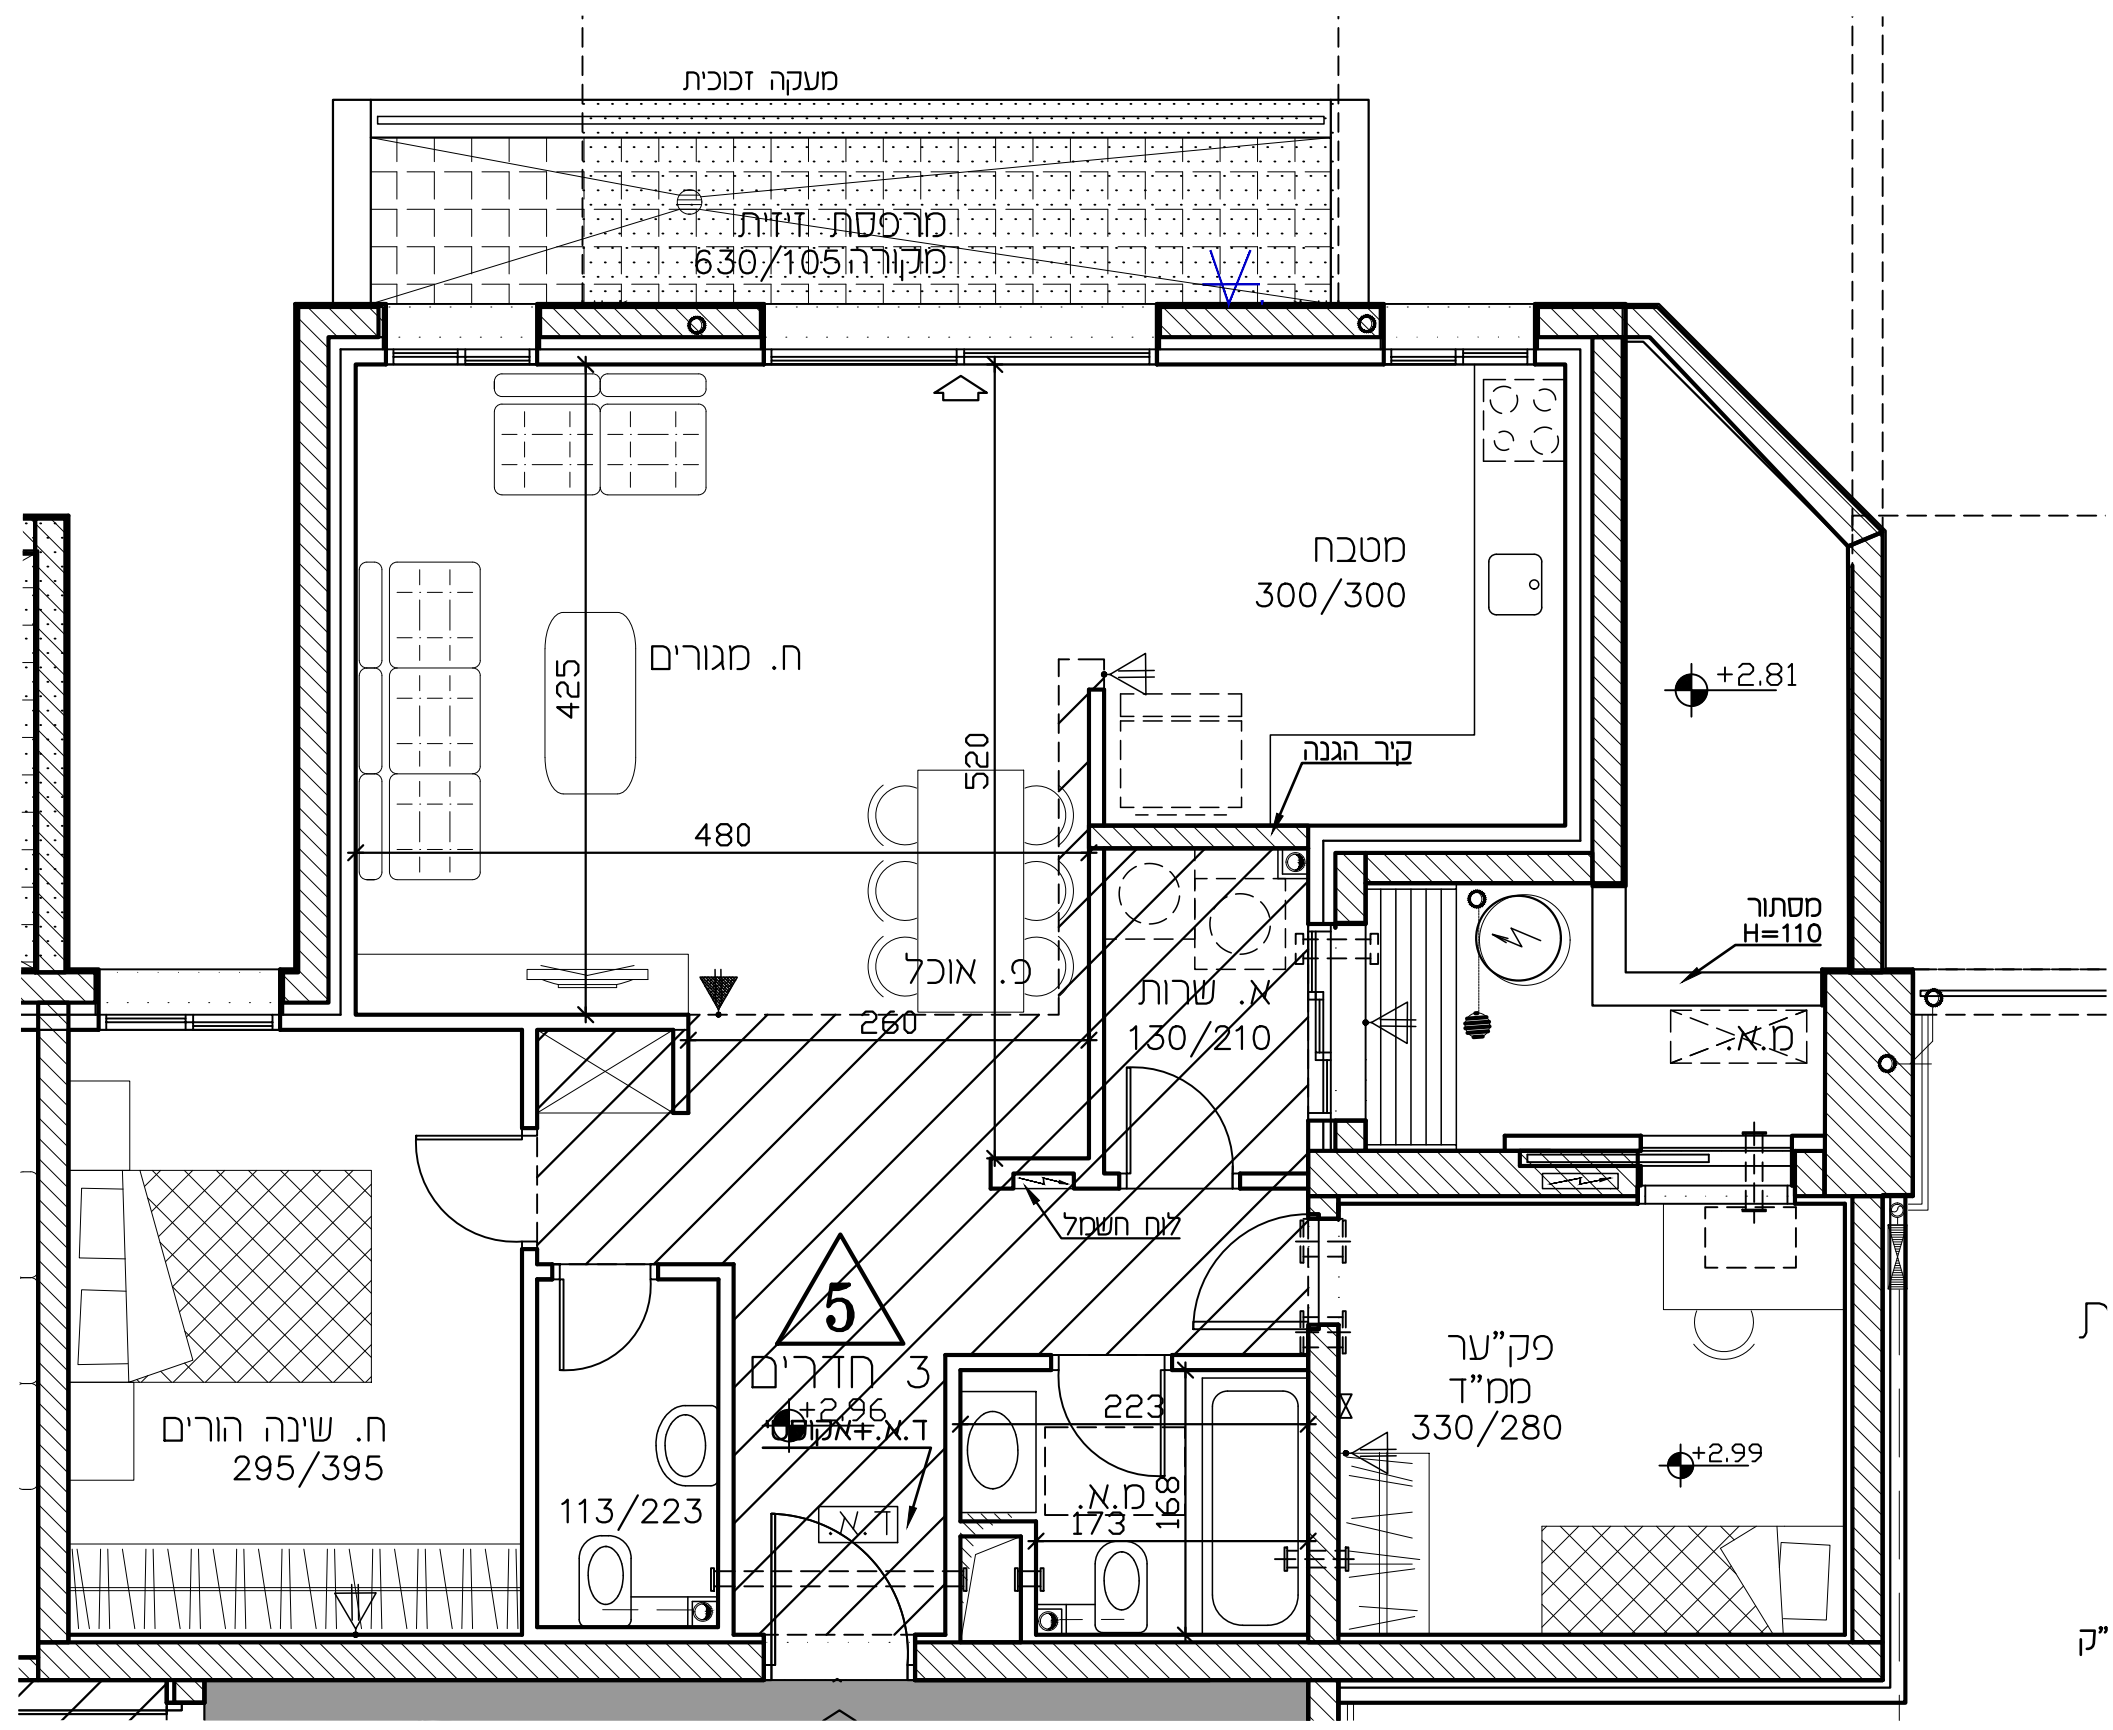 מעקה זכוכית
מרפסת זיזית
מקורה 630/105
מטבח
300/300
ח. מגורים
425
+2.81
520
קיר הגנה
480
מסתור
H=110
פ. אוכל
א. שרות
130/210
260
מ.א.
לוח חשמל
5
3 חדרים
+2.96
ד.א.+אקוסטי
פק"ער
ממ"ד
330/280
+2.99
ח. שינה הורים
295/395
223
113/223
מ.א.
168
173
ד.א.
ת
ק"